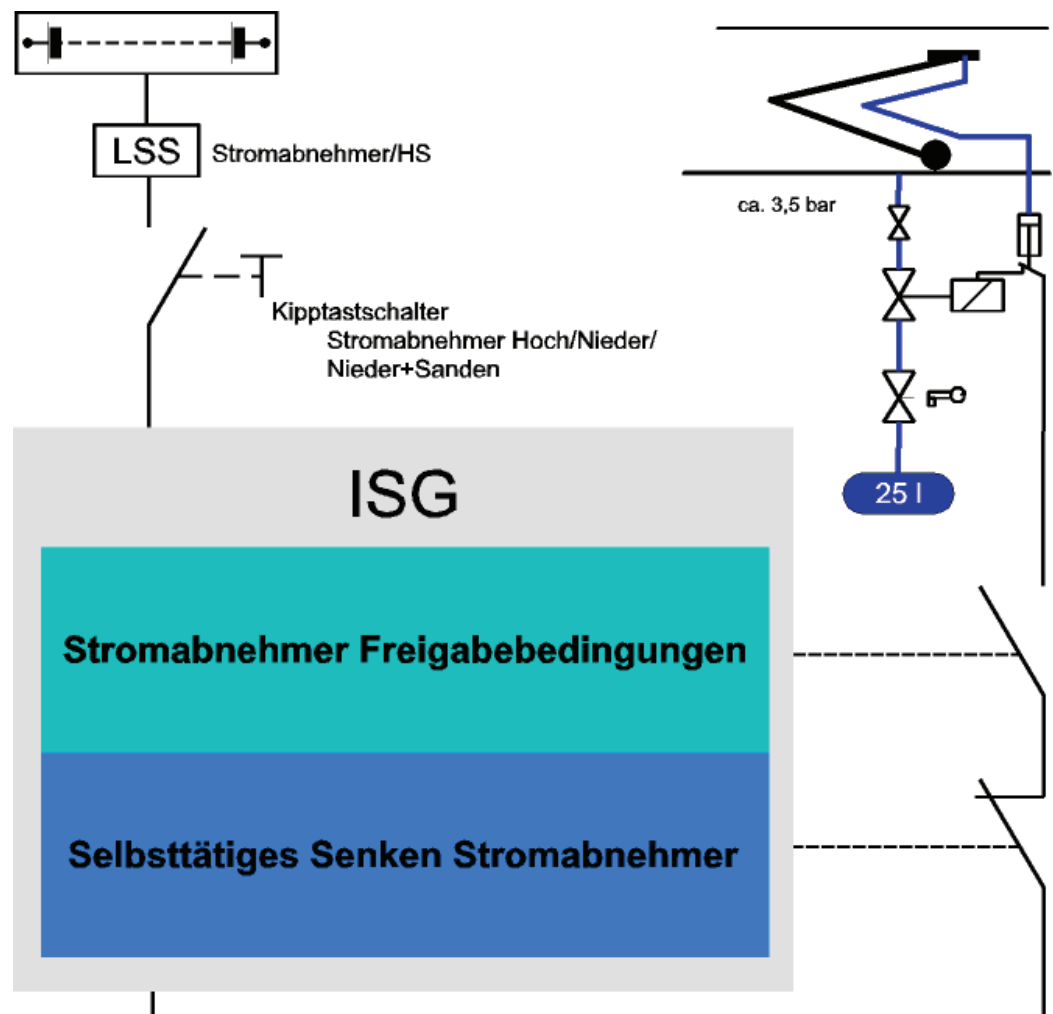 LSS
Stromabnehmer/HS
ca. 3,5 bar
Kipptastschalter
Stromabnehmer Hoch/Nieder/
Nieder+Sanden
25 l
ISG
Stromabnehmer Freigabebedingungen
Selbsttätiges Senken Stromabnehmer